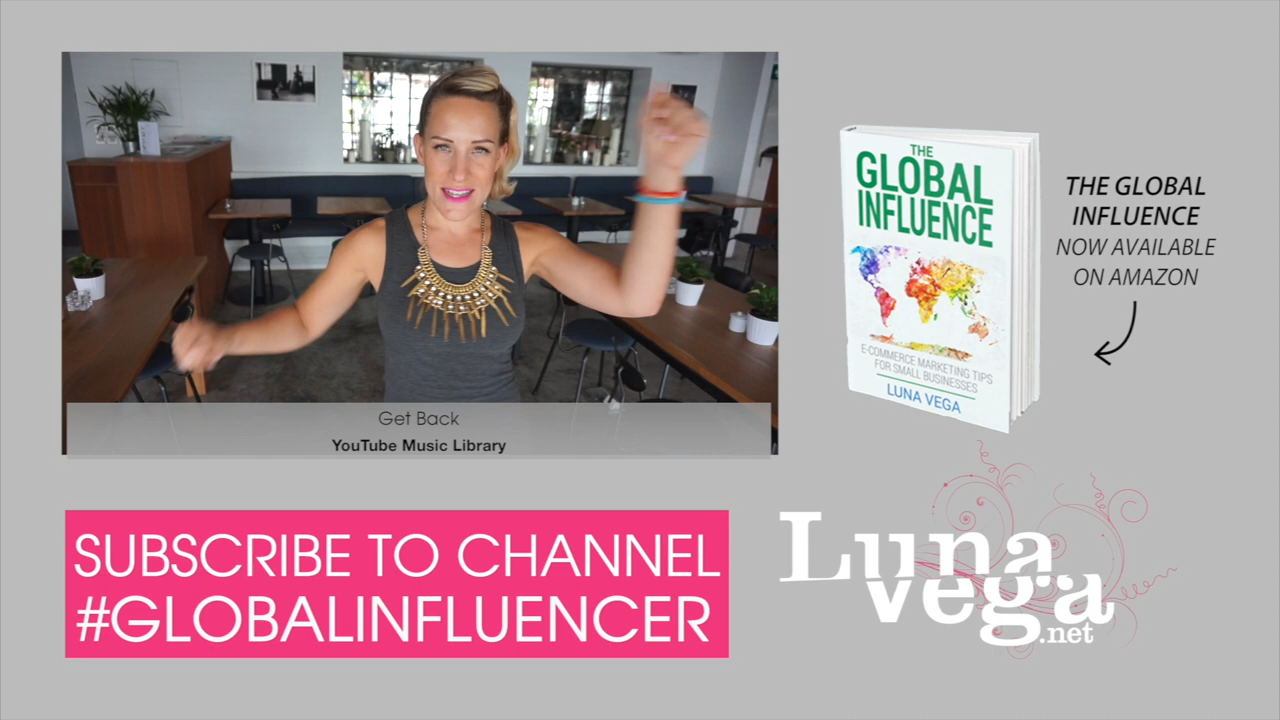 THE
GLOBAL
INFLUENCE
E-COMMERCE MARKETING TIPS
FOR SMALL BUSINESSES
LUNA VEGA
THE GLOBAL
INFLUENCE
NOW AVAILABLE
ON AMAZON
Get Back
YouTube Music Library
SUBSCRIBE TO CHANNEL
#GLOBALINFLUENCER
Luna
vega
.net